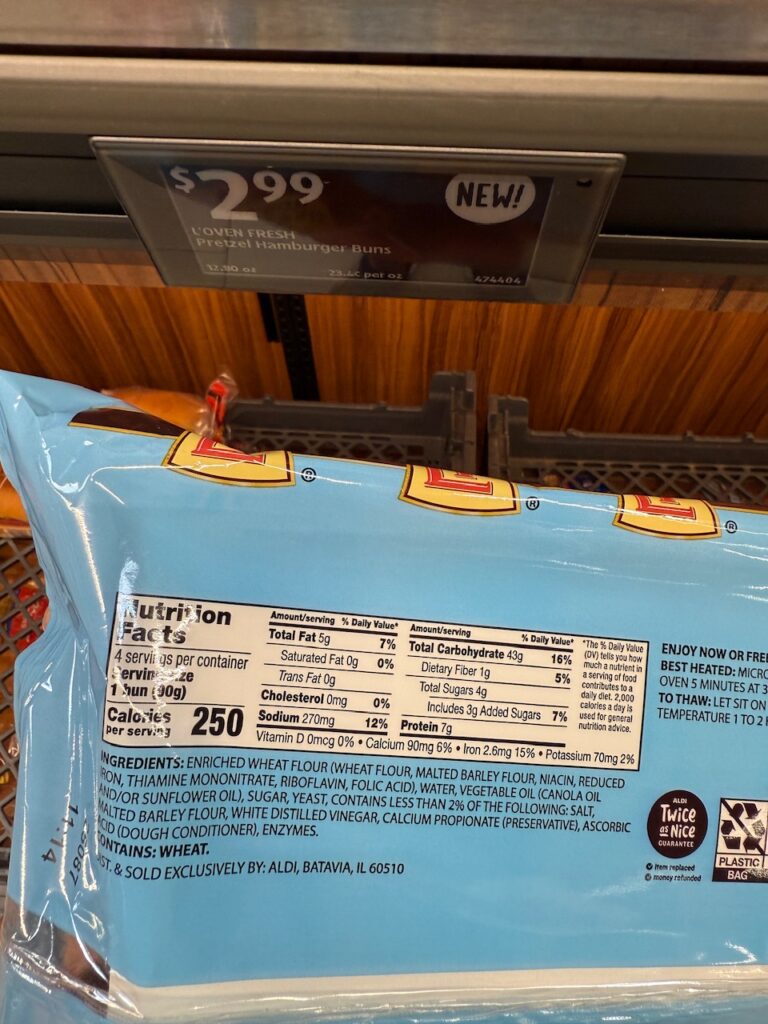 $2.99
NEW!
L'OVEN FRESH
Pretzel Hamburger Buns
12.80 oz
23.4¢ per oz
474404
® ® ®
Nutrition
Facts
4 servings per container
Serving size
1 bun (90g)
Calories
per serving
250
Amount/serving % Daily Value*
Total Fat 5g 7%
Saturated Fat 0g 0%
Trans Fat 0g
Cholesterol 0mg 0%
Sodium 270mg 12%
Amount/serving % Daily Value*
Total Carbohydrate 43g 16%
Dietary Fiber 1g 5%
Total Sugars 4g
Includes 3g Added Sugars 7%
Protein 7g
Vitamin D 0mcg 0% • Calcium 90mg 6% • Iron 2.6mg 15% • Potassium 70mg 2%
*The % Daily Value
(DV) tells you how
much a nutrient in
a serving of food
contributes to a
daily diet. 2,000
calories a day is
used for general
nutrition advice.
ENJOY NOW OR FREE
BEST HEATED: MICRO
OVEN 5 MINUTES AT 3
TO THAW: LET SIT ON
TEMPERATURE 1 TO 2
INGREDIENTS: ENRICHED WHEAT FLOUR (WHEAT FLOUR, MALTED BARLEY FLOUR, NIACIN, REDUCED
IRON, THIAMINE MONONITRATE, RIBOFLAVIN, FOLIC ACID), WATER, VEGETABLE OIL (CANOLA OIL
AND/OR SUNFLOWER OIL), SUGAR, YEAST, CONTAINS LESS THAN 2% OF THE FOLLOWING: SALT,
MALTED BARLEY FLOUR, WHITE DISTILLED VINEGAR, CALCIUM PROPIONATE (PRESERVATIVE), ASCORBIC
ACID (DOUGH CONDITIONER), ENZYMES.
CONTAINS: WHEAT.
IST. & SOLD EXCLUSIVELY BY: ALDI, BATAVIA, IL 60510
11:14
ALDI
Twice
as Nice
GUARANTEE
item replaced
money refunded
PLASTIC
BAG